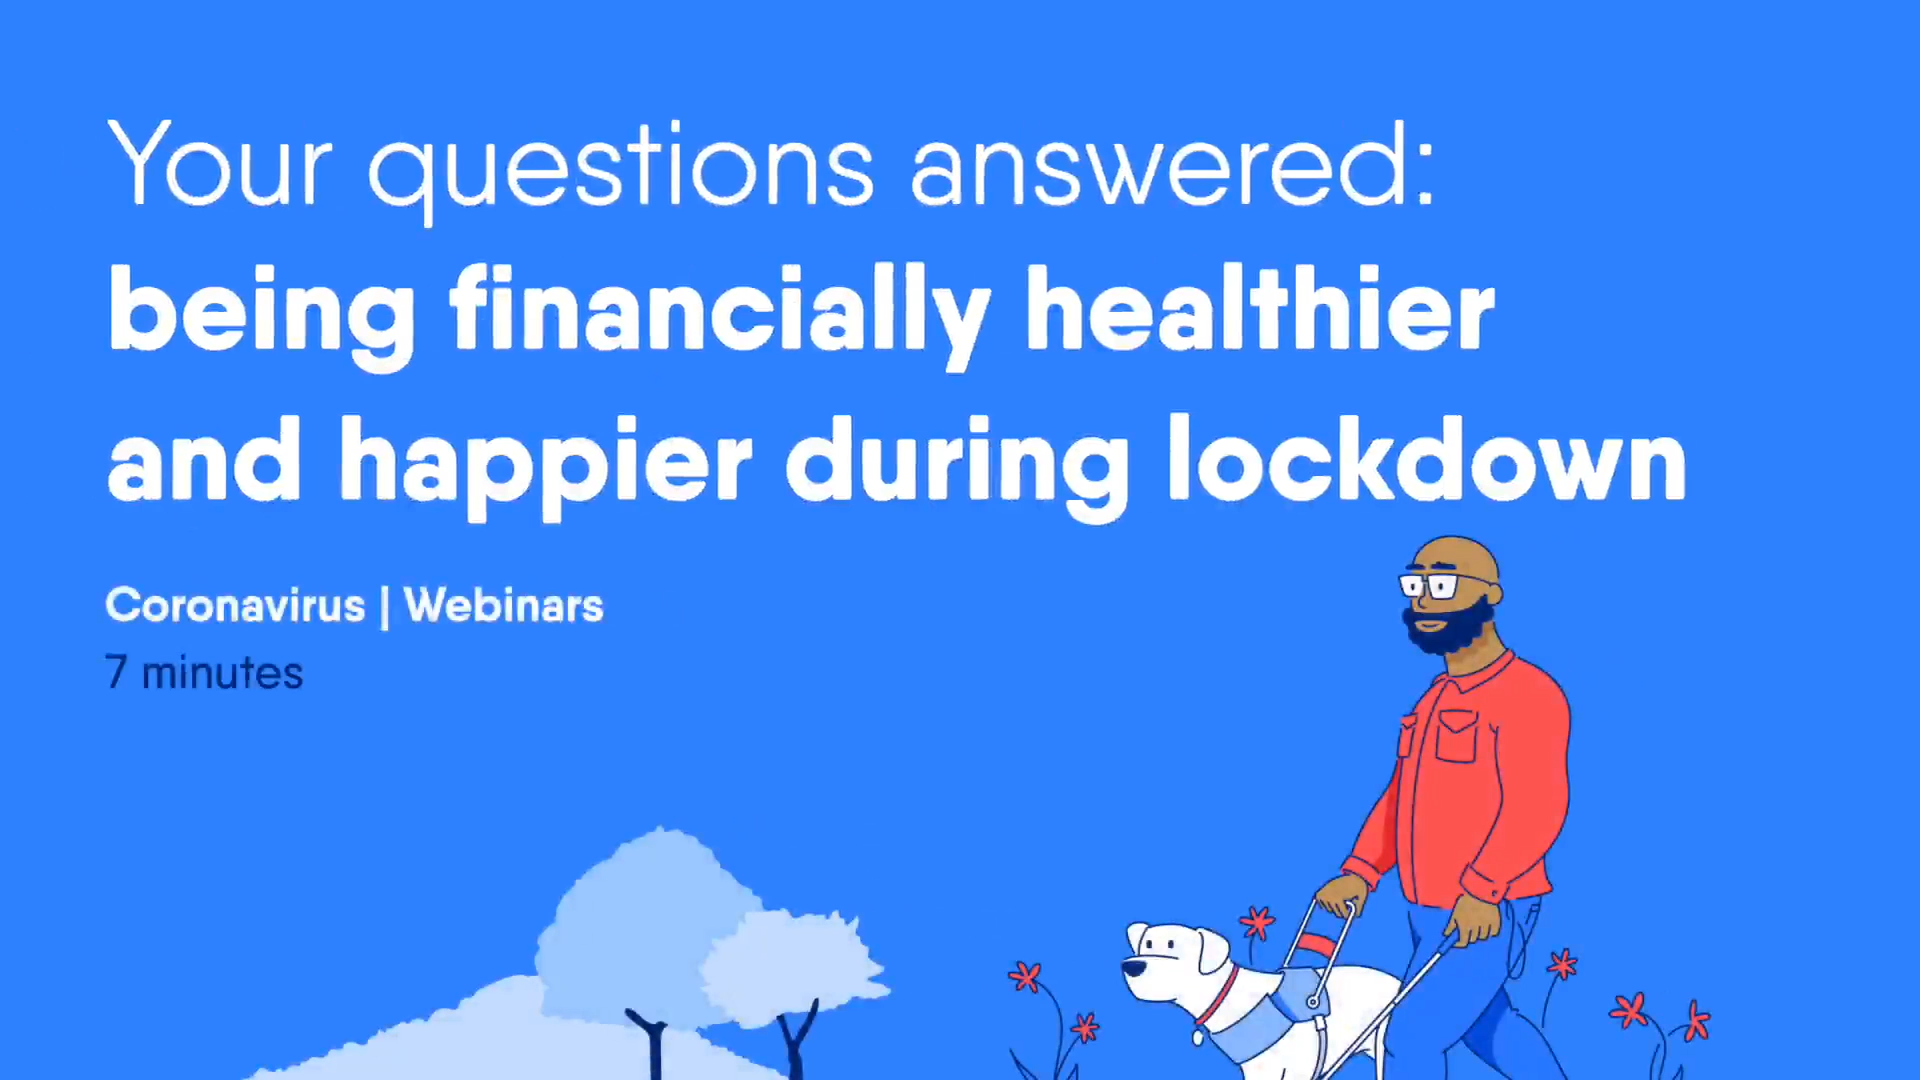 Your questions answered:
being financially healthier
and happier during lockdown
Coronavirus | Webinars
7 minutes